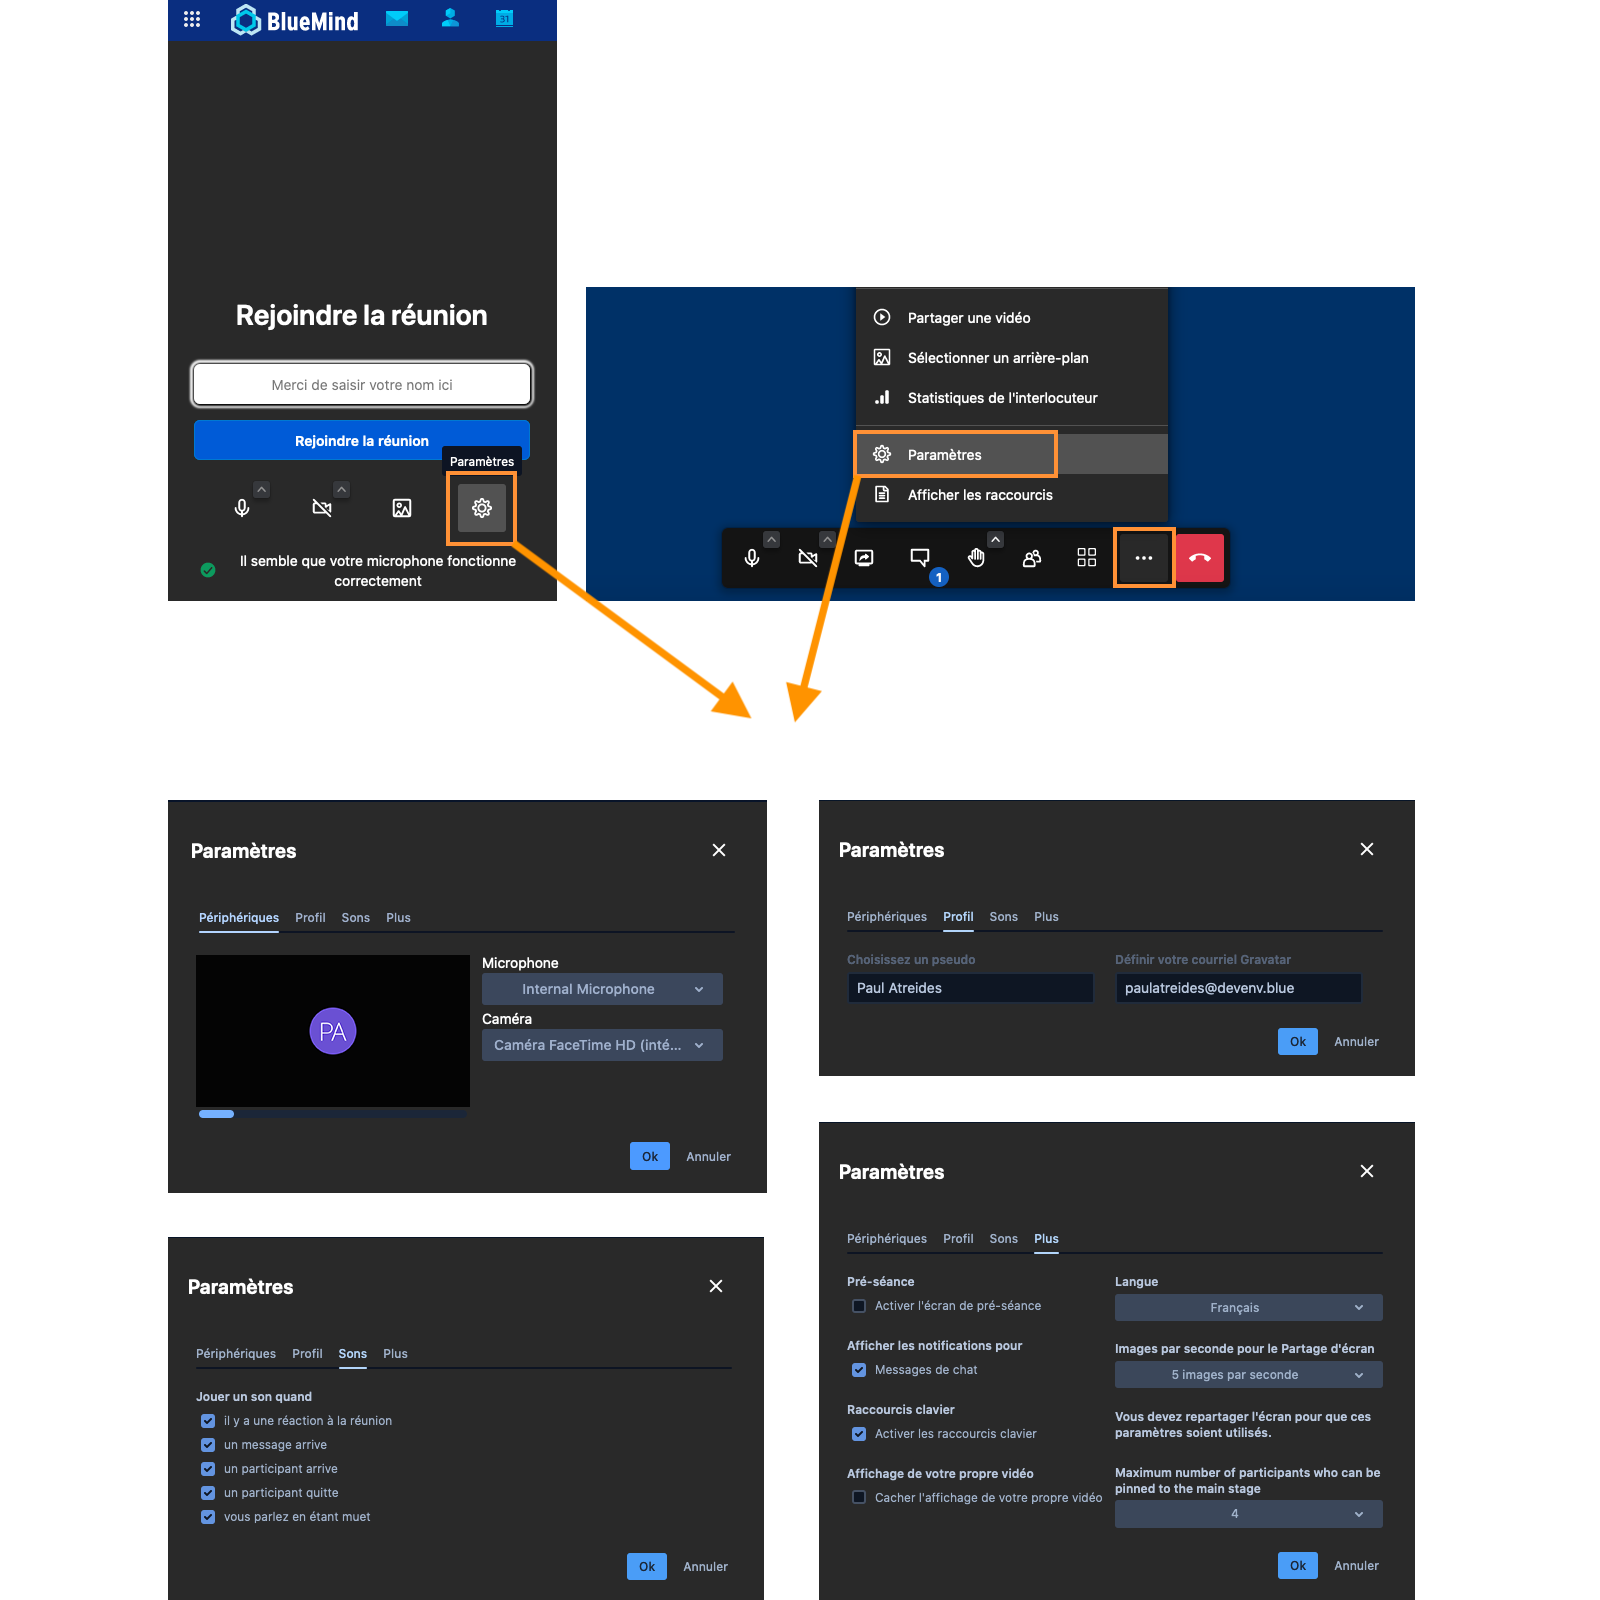 BlueMind
31
Rejoindre la réunion
Merci de saisir votre nom ici
Rejoindre la réunion
Paramètres
Il semble que votre microphone fonctionne
correctement
Partager une vidéo
Sélectionner un arrière-plan
Statistiques de l'interlocuteur
Paramètres
Afficher les raccourcis
1
Paramètres
Périphériques Profil Sons Plus
PA
Microphone
Internal Microphone
Caméra
Caméra FaceTime HD (inté...
Ok Annuler
Paramètres
Périphériques Profil Sons Plus
Choisissez un pseudo Définir votre courriel Gravatar
Paul Atreides paulatreides@devenv.blue
Ok Annuler
Paramètres
Périphériques Profil Sons Plus
Jouer un son quand
il y a une réaction à la réunion
un message arrive
un participant arrive
un participant quitte
vous parlez en étant muet
Ok Annuler
Paramètres
Périphériques Profil Sons Plus
Pré-séance
Activer l'écran de pré-séance
Afficher les notifications pour
Messages de chat
Raccourcis clavier
Activer les raccourcis clavier
Affichage de votre propre vidéo
Cacher l'affichage de votre propre vidéo
Langue
Français
Images par seconde pour le Partage d'écran
5 images par seconde
Vous devez repartager l'écran pour que ces
paramètres soient utilisés.
Maximum number of participants who can be
pinned to the main stage
4
Ok Annuler